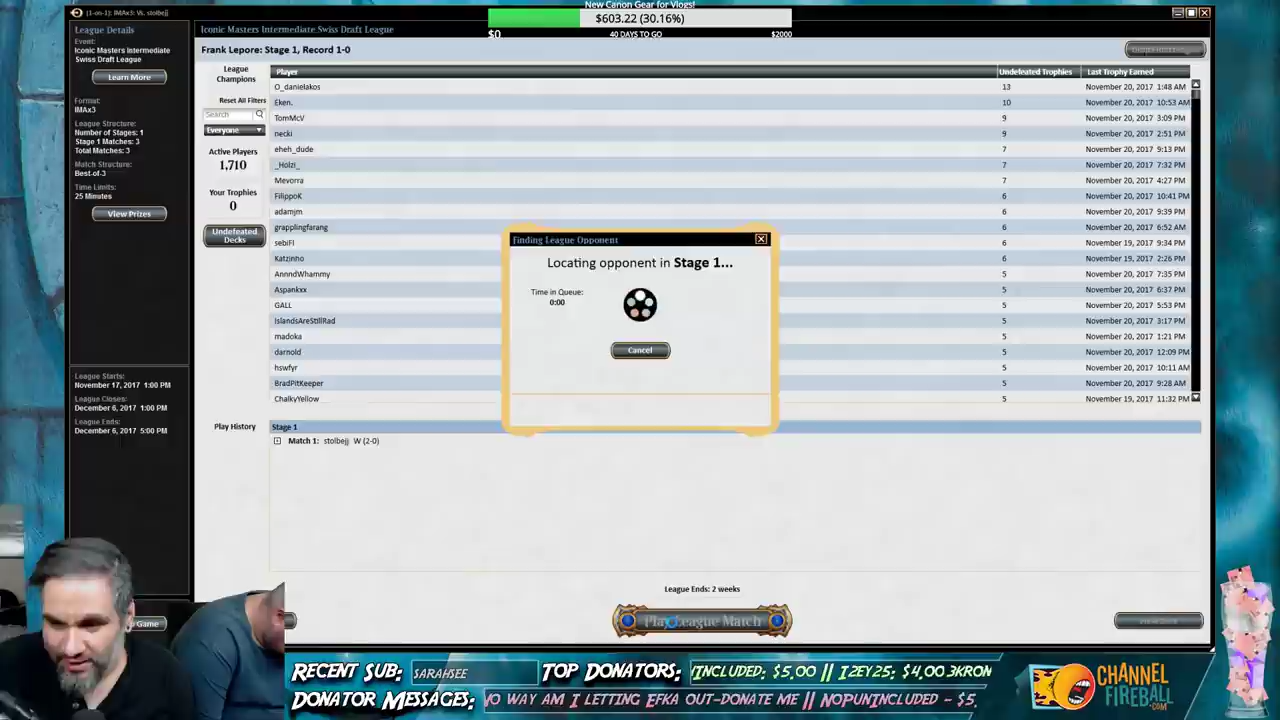 New Canon Gear for Vlogs!
$603.22 (30.16%)
$0 40 DAYS TO GO $2000
(1-on-1): IMAx3: Vs. stolbejj
League Details
Event:
Iconic Masters Intermediate
Swiss Draft League
Learn More
Format:
IMAx3
League Structure:
Number of Stages: 1
Stage 1 Matches: 3
Total Matches: 3
Match Structure:
Best-of-3
Time Limits:
25 Minutes
View Prizes
League Starts:
November 17, 2017 1:00 PM
League Closes:
December 6, 2017 1:00 PM
League Ends:
December 6, 2017 5:00 PM
Game
Iconic Masters Intermediate Swiss Draft League
Frank Lepore: Stage 1, Record 1-0
League
Champions
Reset All Filters
Search
Everyone
Active Players
1,710
Your Trophies
0
Undefeated
Decks
Player Undefeated Trophies Last Trophy Earned
O_danielakos 13 November 20, 2017 1:48 AM
Eken. 10 November 20, 2017 10:53 AM
TomMcV 9 November 20, 2017 3:09 PM
necki 9 November 20, 2017 2:51 PM
eheh_dude 7 November 20, 2017 9:13 PM
_Holzi_ 7 November 20, 2017 7:32 PM
Mevorra 7 November 20, 2017 4:27 PM
FilippoK 6 November 20, 2017 10:41 PM
adamjm 6 November 20, 2017 9:39 PM
grapplingfarang 6 November 20, 2017 6:52 AM
sebiFI 6 November 19, 2017 9:34 PM
Katzinho 6 November 19, 2017 2:26 PM
AnnndWhammy 5 November 20, 2017 7:35 PM
Aspankxx 5 November 20, 2017 6:37 PM
GALL 5 November 20, 2017 5:53 PM
IslandsAreStillRad 5 November 20, 2017 3:17 PM
madoka 5 November 20, 2017 1:21 PM
darnold 5 November 20, 2017 12:09 PM
hswfyr 5 November 20, 2017 10:11 AM
BradPitKeeper 5 November 20, 2017 9:28 AM
ChalkyYellow 5 November 19, 2017 11:32 PM
Finding League Opponent
Locating opponent in Stage 1...
Time in Queue:
0:00
Cancel
Play History
Stage 1
Match 1: stolbejj W (2-0)
League Ends: 2 weeks
Play League Match
RECENT SUB: SARAHSEE TOP DONATORS: INCLUDED: $5.00 // IZEY25: $4.00 3KRON
DONATOR MESSAGES: NO WAY AM I LETTING EFKA OUT-DONATE ME || NOPUNINCLUDED - $5.
CHANNEL
FIREBALL
.COM